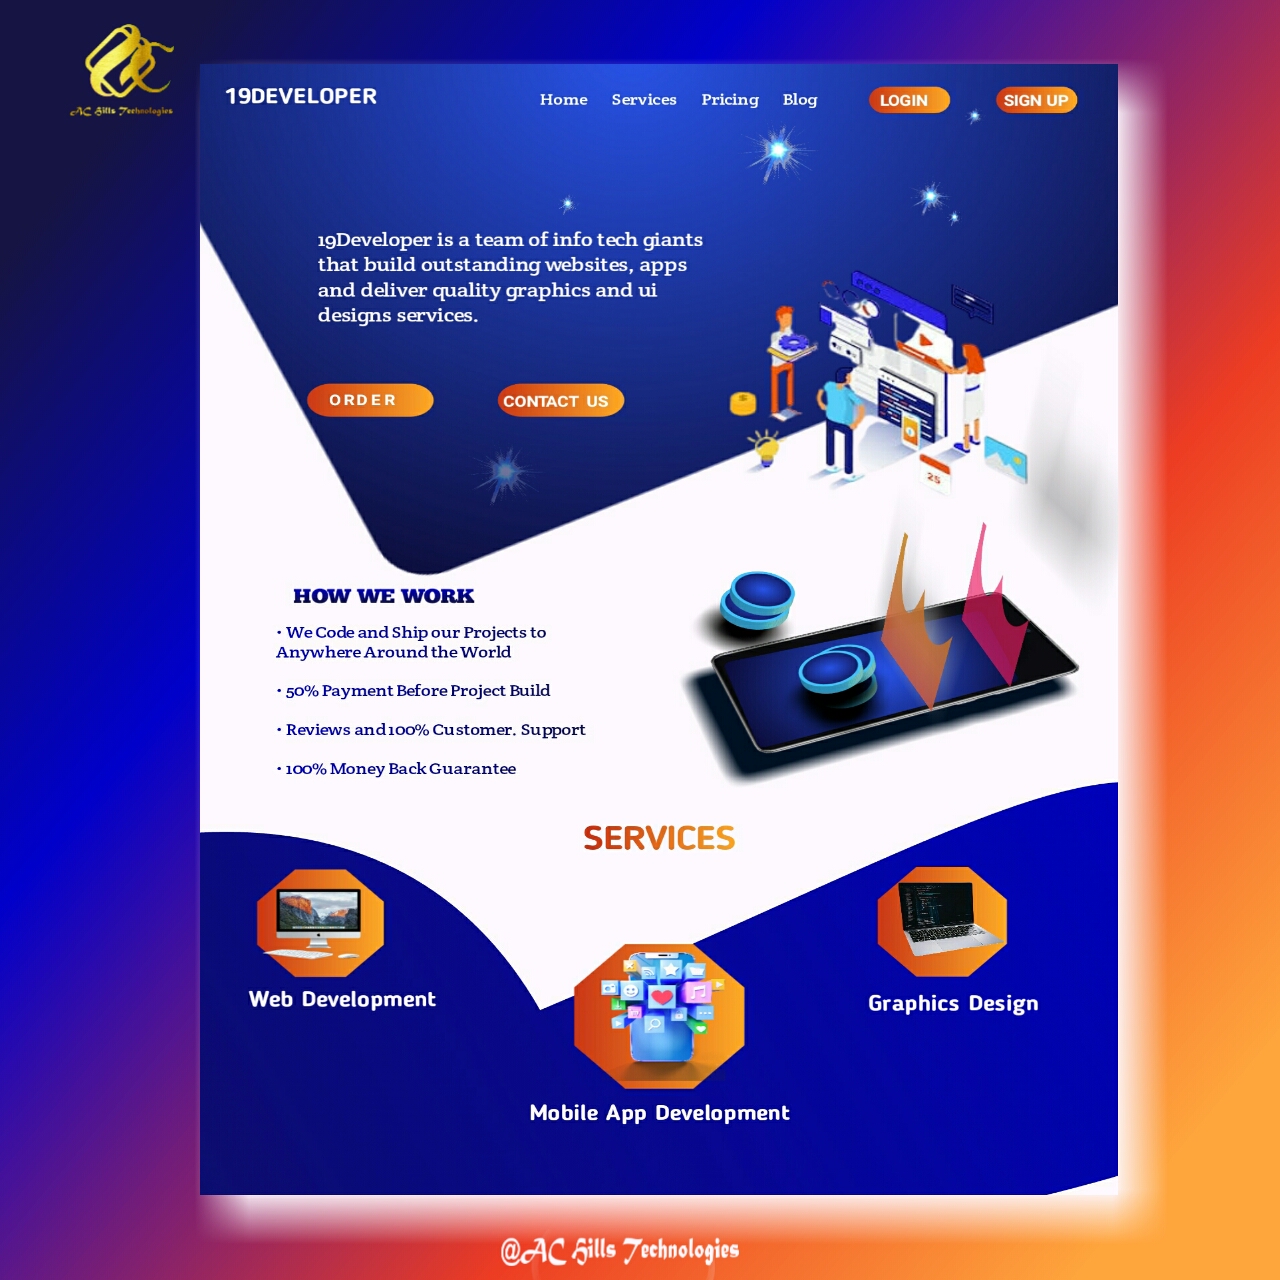 AC Hills Technologies
19DEVELOPER
Home Services Pricing Blog LOGIN SIGN UP
19Developer is a team of info tech giants
that build outstanding websites, apps
and deliver quality graphics and ui
designs services.
ORDER CONTACT US
25
HOW WE WORK
· We Code and Ship our Projects to
Anywhere Around the World
· 50% Payment Before Project Build
· Reviews and 100% Customer. Support
· 100% Money Back Guarantee
SERVICES
Web Development
Graphics Design
Mobile App Development
@AC Hills Technologies